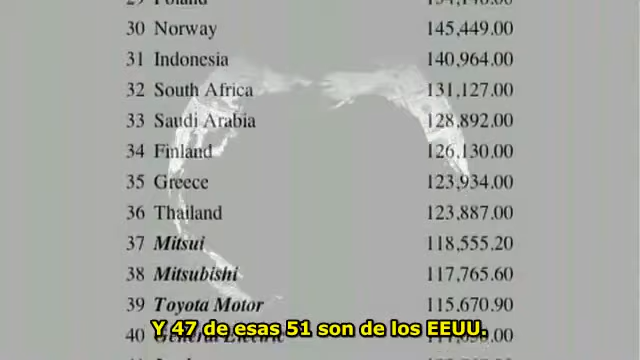 30 Norway 145,449.00
31 Indonesia 140,964.00
32 South Africa 131,127.00
33 Saudi Arabia 128,892.00
34 Finland 126,130.00
35 Greece 123,934.00
36 Thailand 123,887.00
37 Mitsui 118,555.20
38 Mitsubishi 117,765.60
39 Toyota Motor 115,670.90
Y 47 de esas 51 son de los EEUU.
40 General Electric